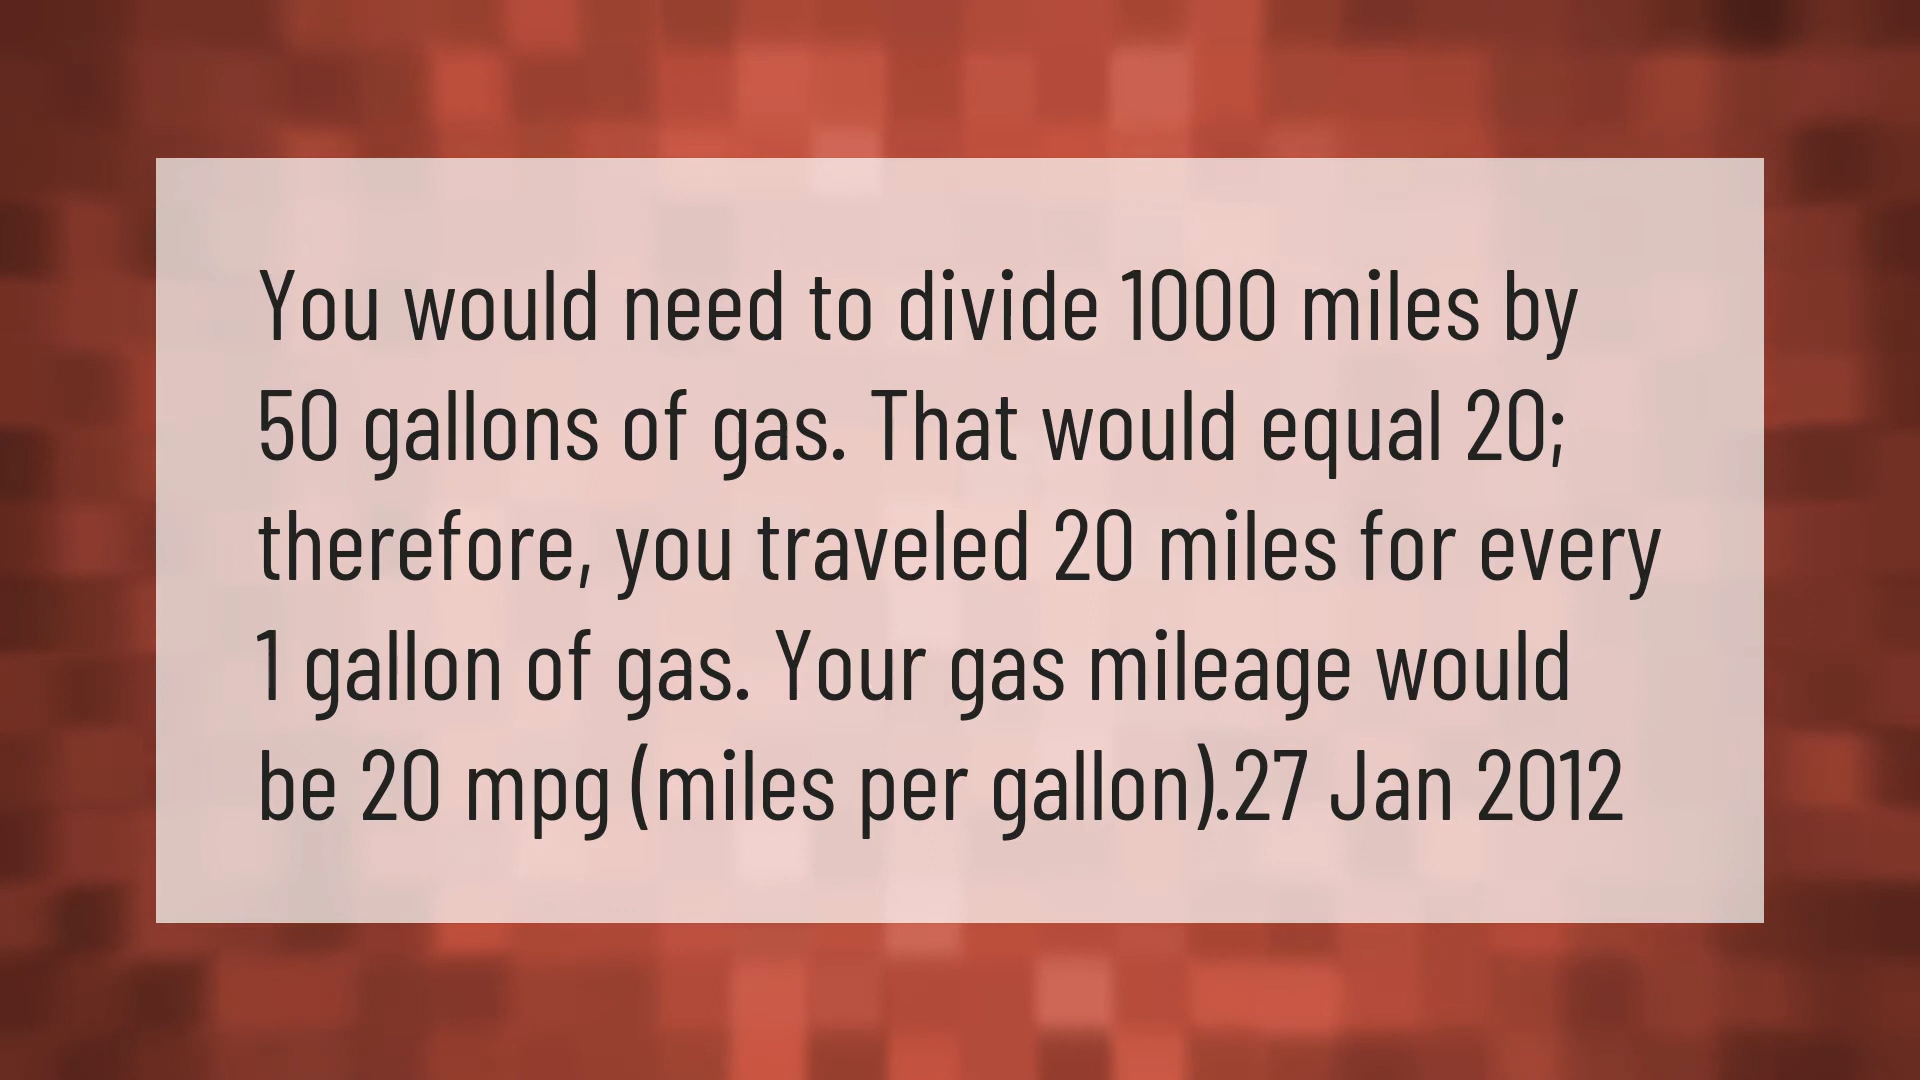 You would need to divide 1000 miles by
50 gallons of gas. That would equal 20;
therefore, you traveled 20 miles for every
1 gallon of gas. Your gas mileage would
be 20 mpg (miles per gallon).27 Jan 2012